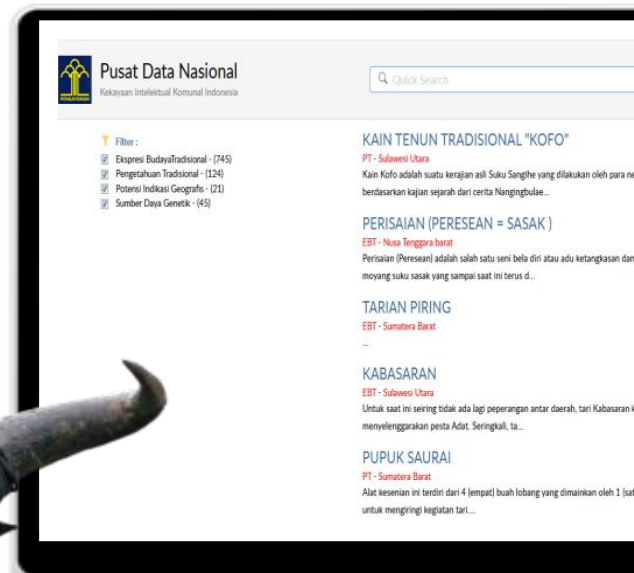 Pusat Data Nasional
Kekayaan Intelektual Komunal Indonesia
Quick Search
Filter :
Ekspresi BudayaTradisional - (745)
Pengetahuan Tradisional - (124)
Potensi Indikasi Geografis - (21)
Sumber Daya Genetik - (45)
KAIN TENUN TRADISIONAL "KOFO"
PT - Sulawesi Utara
Kain Kofo adalah suatu kerajian asli Suku Sangihe yang dilakukan oleh para
berdasarkan kajian sejarah dari cerita Nangingbulae...
PERISAIAN (PERESEAN = SASAK )
EBT - Nusa Tenggara barat
Perisaian (Peresean) adalah salah satu seni bela diri atau adu ketangkasan dan
moyang suku sasak yang sampai saat ini terus d...
TARIAN PIRING
EBT - Sumatera Barat
...
KABASARAN
EBT - Sulawesi Utara
Untuk saat ini seiring tidak ada lagi peperangan antar daerah, tari Kabasaran
menyelenggarakan pesta Adat. Seringkali, ta...
PUPUK SAURAI
PT - Sumatera Barat
Alat kesenian ini terdiri dari 4 (empat) buah lobang yang dimainkan oleh 1
untuk mengiringi kegiatan tari....